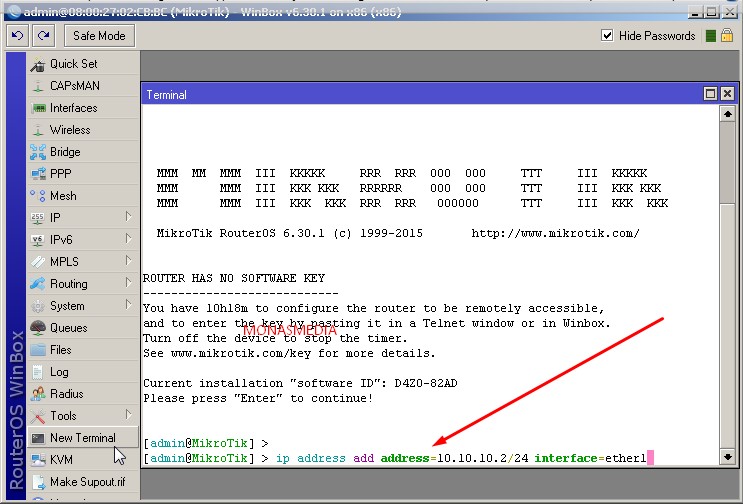 admin@08:00:27:02:CB:BC (MikroTik) - WinBox v6.30.1 on x86 (x86)
Safe Mode
Hide Passwords
Quick Set
CAPsMAN
Interfaces
Wireless
Bridge
PPP
Mesh
IP
IPv6
MPLS
Routing
System
Queues
Files
Log
Radius
Tools
New Terminal
KVM
Make Supout.rif
RouterOS WinBox
Terminal
MMM MM MMM III KKKKK RRR RRR OOO OOO TTT III KKKKK
MMM MMM III KKK KKK RRRRRR OOO OOO TTT III KKK KKK
MMM MMM III KKK KKK RRR RRR OOOOOO TTT III KKK KKK
MikroTik RouterOS 6.30.1 (c) 1999-2015 http://www.mikrotik.com/
ROUTER HAS NO SOFTWARE KEY
----------------------------
You have 10h18m to configure the router to be remotely accessible,
and to enter the key by pasting it in a Telnet window or in Winbox.
MONASMEDIA
Turn off the device to stop the timer.
See www.mikrotik.com/key for more details.
Current installation "software ID": D4Z0-82AD
Please press "Enter" to continue!
[admin@MikroTik] >
[admin@MikroTik] > ip address add address=10.10.10.2/24 interface=ether1